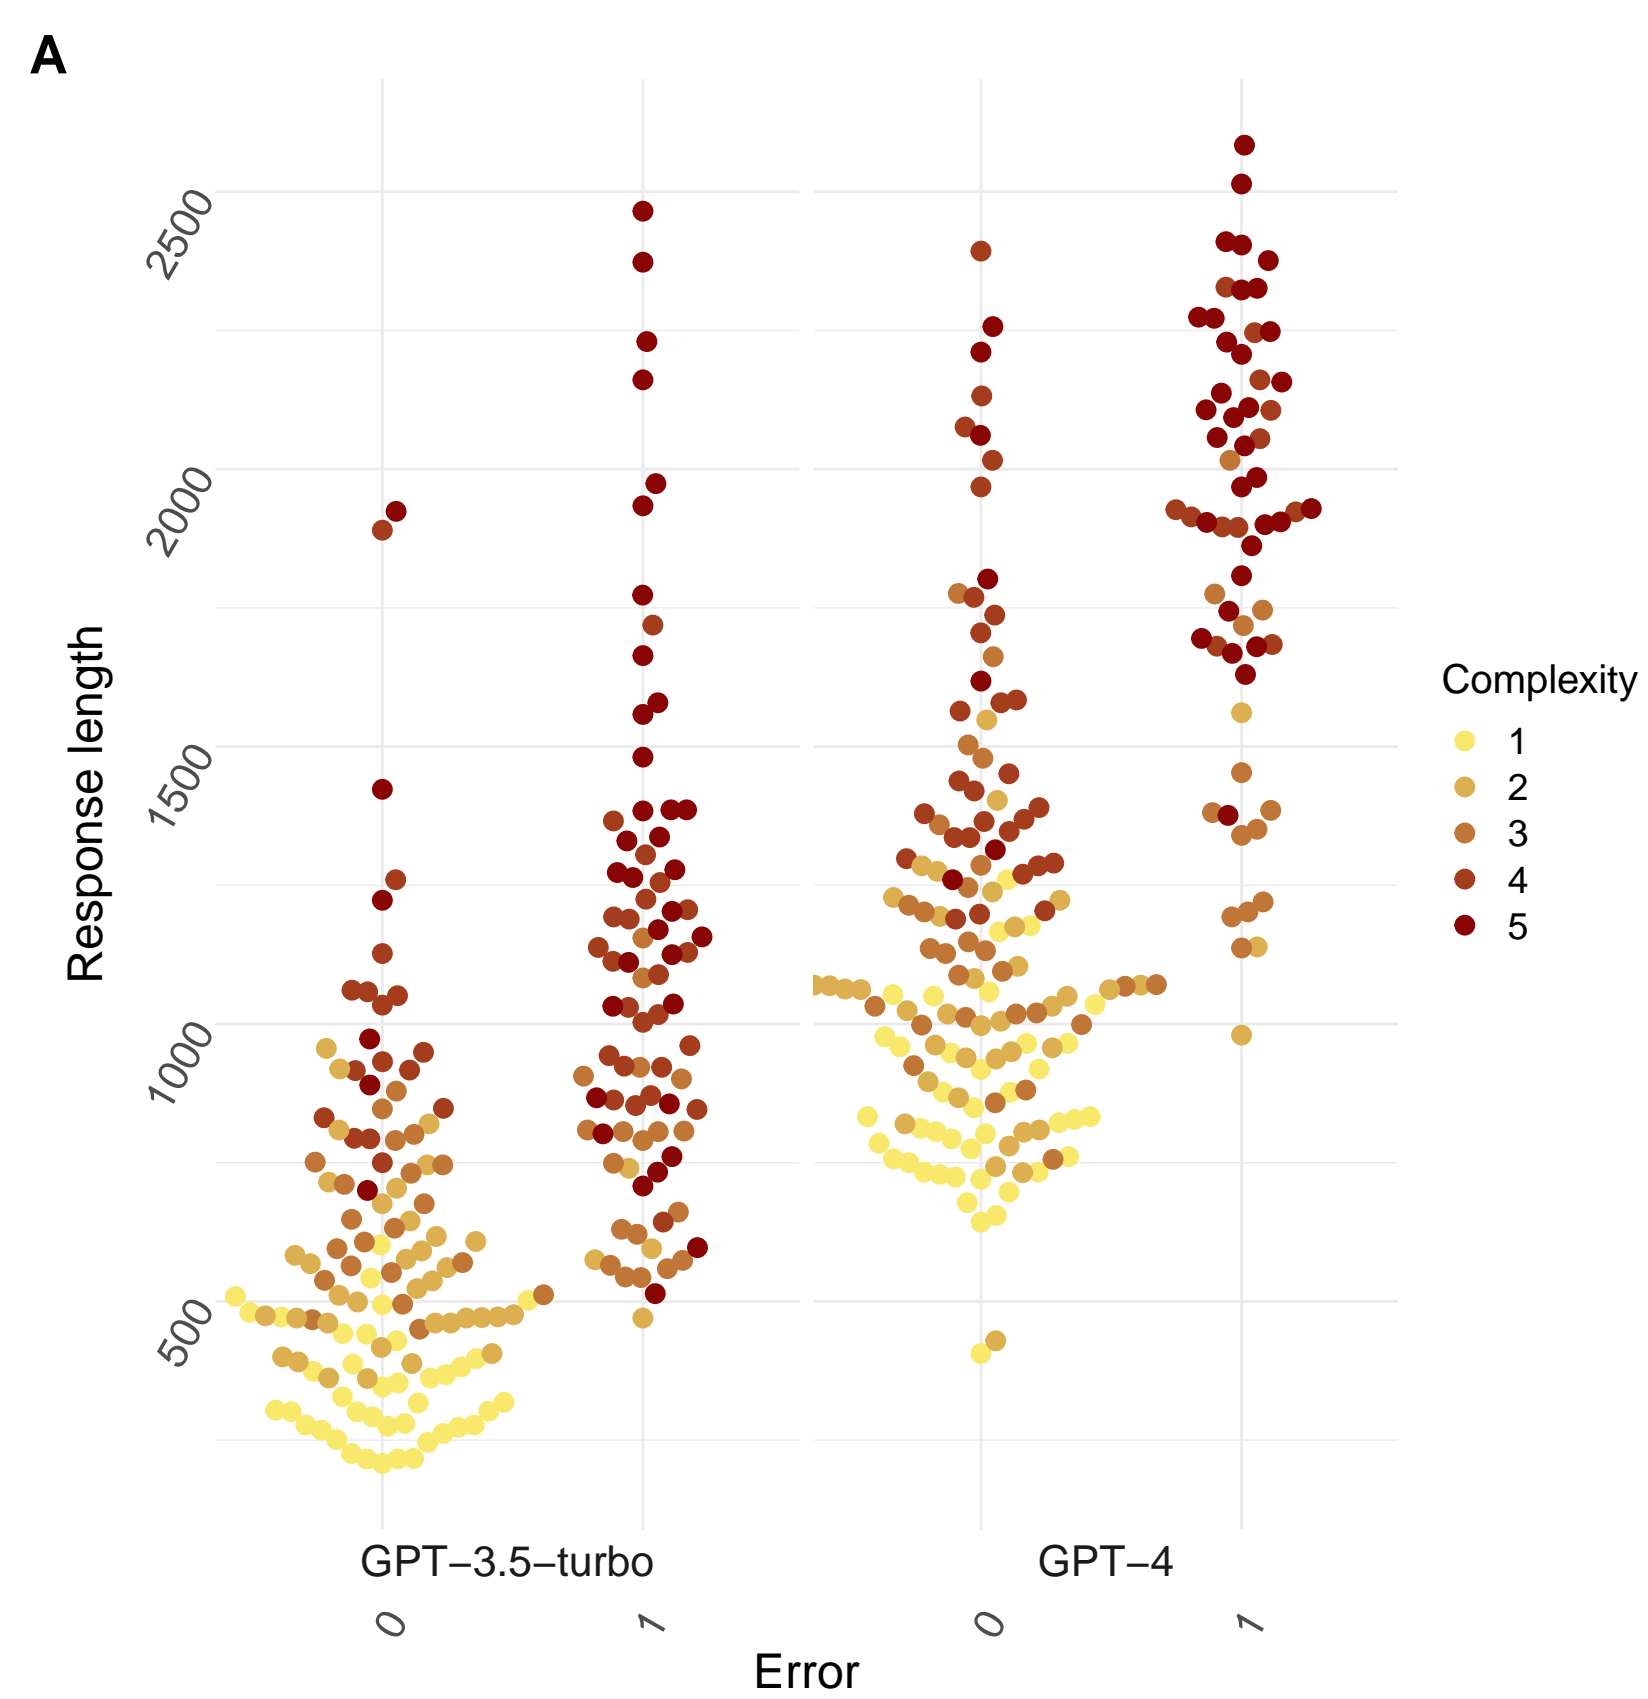 A
2500
2000
1500
1000
500
Response length
Complexity
1
2
3
4
5
GPT−3.5−turbo
GPT−4
0
1
0
1
Error